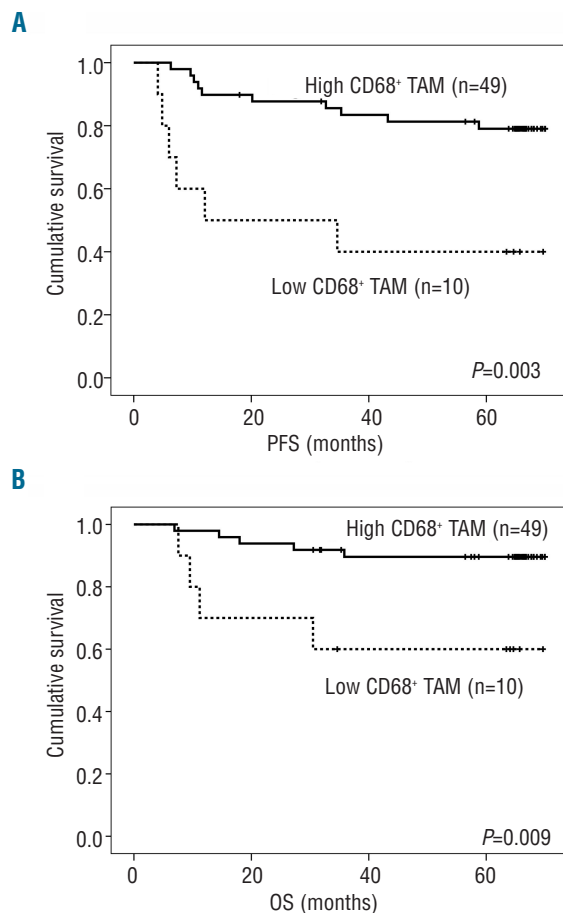 A
1.0
0.8
0.6
0.4
0.2
0.0
Cumulative survival
High CD68⁺ TAM (n=49)
Low CD68⁺ TAM (n=10)
P=0.003
0 20 40 60
PFS (months)
B
1.0
0.8
0.6
0.4
0.2
0.0
Cumulative survival
High CD68⁺ TAM (n=49)
Low CD68⁺ TAM (n=10)
P=0.009
0 20 40 60
OS (months)